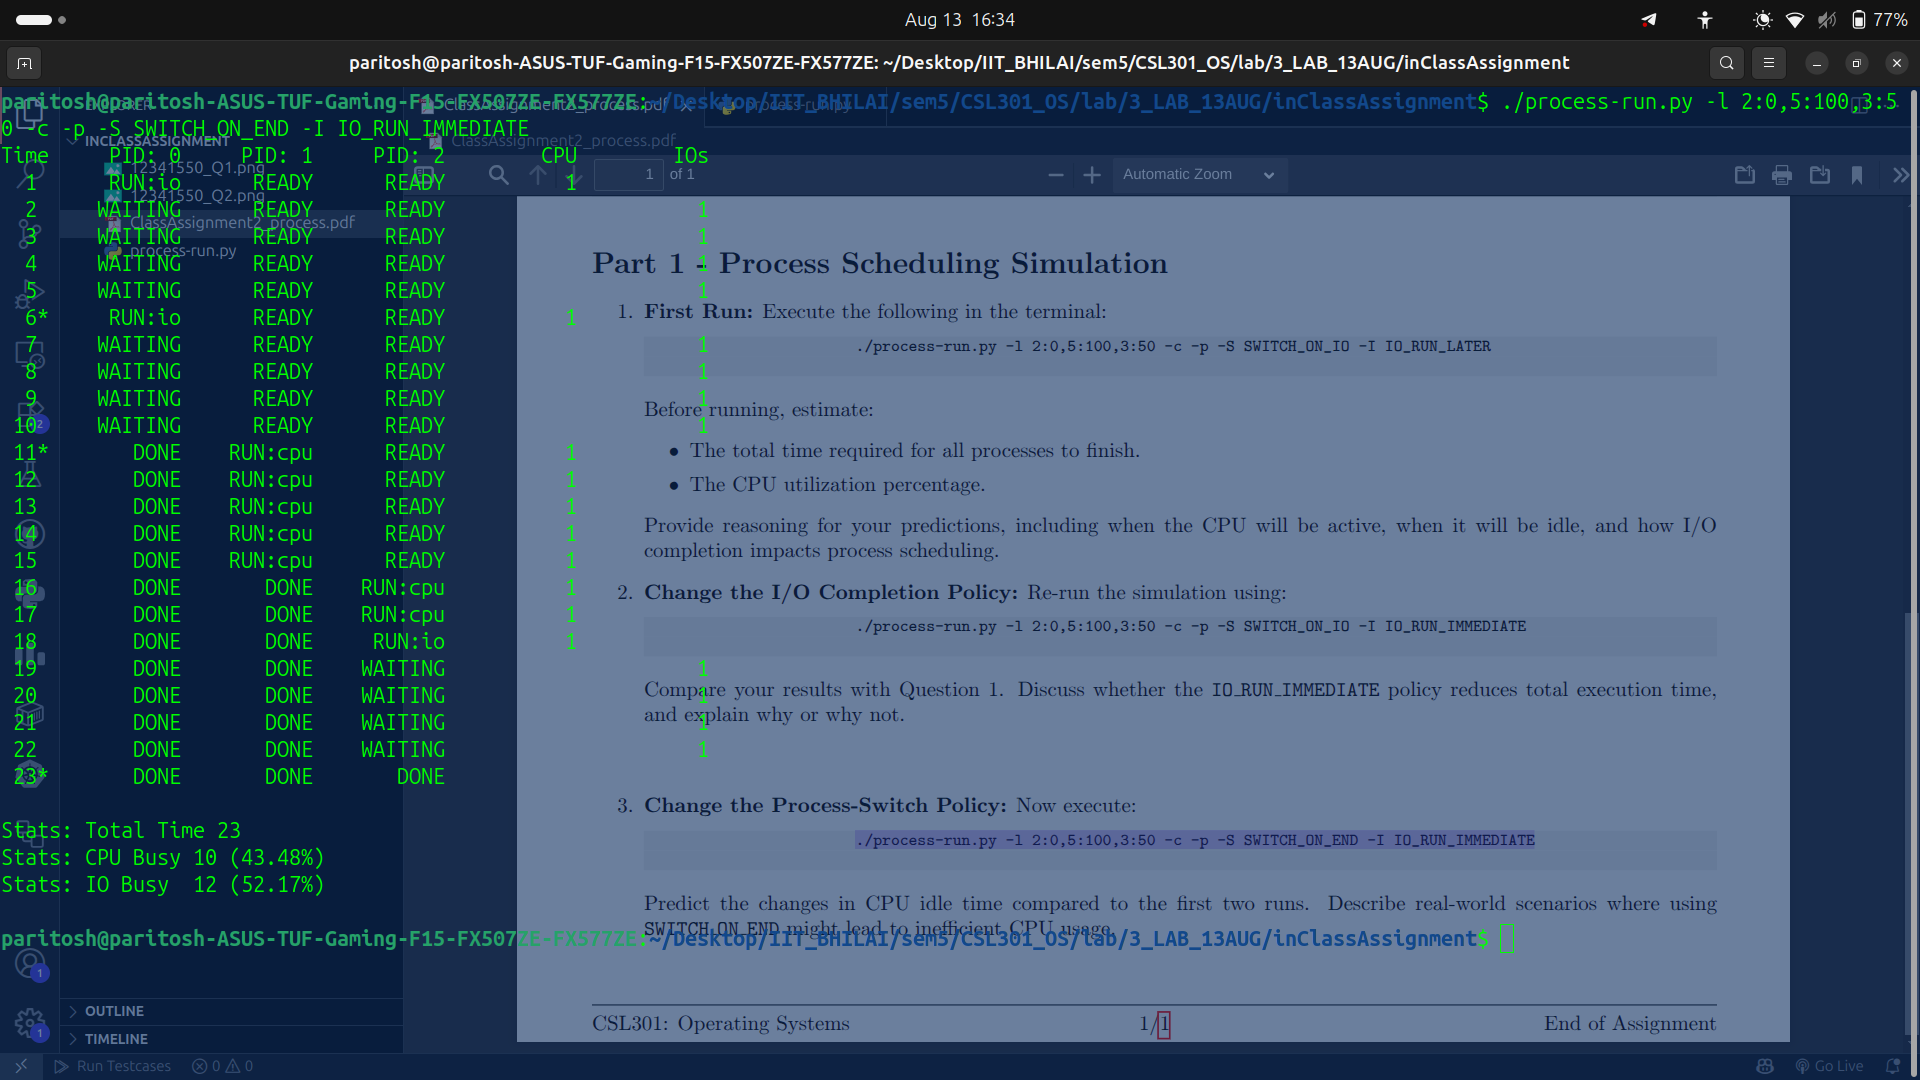 Aug 13 16:34
77%
paritosh@paritosh-ASUS-TUF-Gaming-F15-FX507ZE-FX577ZE: ~/Desktop/IIT_BHILAI/sem5/CSL301_OS/lab/3_LAB_13AUG/inClassAssignment
paritosh@paritosh-ASUS-TUF-Gaming-F15-FX507ZE-FX577ZE:~/Desktop/IIT_BHILAI/sem5/CSL301_OS/lab/3_LAB_13AUG/inClassAssignment$ ./process-run.py -l 2:0,5:100,3:5
0 -c -p -S SWITCH_ON_END -I IO_RUN_IMMEDIATE
Time PID: 0 PID: 1 PID: 2 CPU IOs
1 RUN:io READY READY 1
2 WAITING READY READY 1
3 WAITING READY READY 1
4 WAITING READY READY 1
5 WAITING READY READY 1
6* RUN:io READY READY 1
7 WAITING READY READY 1
8 WAITING READY READY 1
9 WAITING READY READY 1
10 WAITING READY READY 1
11* DONE RUN:cpu READY 1
12 DONE RUN:cpu READY 1
13 DONE RUN:cpu READY 1
14 DONE RUN:cpu READY 1
15 DONE RUN:cpu READY 1
16 DONE DONE RUN:cpu 1
17 DONE DONE RUN:cpu 1
18 DONE DONE RUN:io 1
19 DONE DONE WAITING 1
20 DONE DONE WAITING 1
21 DONE DONE WAITING 1
22 DONE DONE WAITING 1
23* DONE DONE DONE
Stats: Total Time 23
Stats: CPU Busy 10 (43.48%)
Stats: IO Busy 12 (52.17%)
paritosh@paritosh-ASUS-TUF-Gaming-F15-FX507ZE-FX577ZE:~/Desktop/IIT_BHILAI/sem5/CSL301_OS/lab/3_LAB_13AUG/inClassAssignment$
EXPLORER
INCLASSASSIGNMENT
12341550_Q1.png
12341550_Q2.png
ClassAssignment2_process.pdf
process-run.py
OUTLINE
TIMELINE
2
1
1
ClassAssignment2_process.pdf
process-run.py
ClassAssignment2_process.pdf
1 of 1
Automatic Zoom
Part 1 - Process Scheduling Simulation
1. First Run: Execute the following in the terminal:
./process-run.py -l 2:0,5:100,3:50 -c -p -S SWITCH_ON_IO -I IO_RUN_LATER
Before running, estimate:
• The total time required for all processes to finish.
• The CPU utilization percentage.
Provide reasoning for your predictions, including when the CPU will be active, when it will be idle, and how I/O
completion impacts process scheduling.
2. Change the I/O Completion Policy: Re-run the simulation using:
./process-run.py -l 2:0,5:100,3:50 -c -p -S SWITCH_ON_IO -I IO_RUN_IMMEDIATE
Compare your results with Question 1. Discuss whether the IO_RUN_IMMEDIATE policy reduces total execution time,
and explain why or why not.
3. Change the Process-Switch Policy: Now execute:
./process-run.py -l 2:0,5:100,3:50 -c -p -S SWITCH_ON_END -I IO_RUN_IMMEDIATE
Predict the changes in CPU idle time compared to the first two runs. Describe real-world scenarios where using
SWITCH_ON_END might lead to inefficient CPU usage.
CSL301: Operating Systems 1/1 End of Assignment
Run Testcases 0 0 Go Live